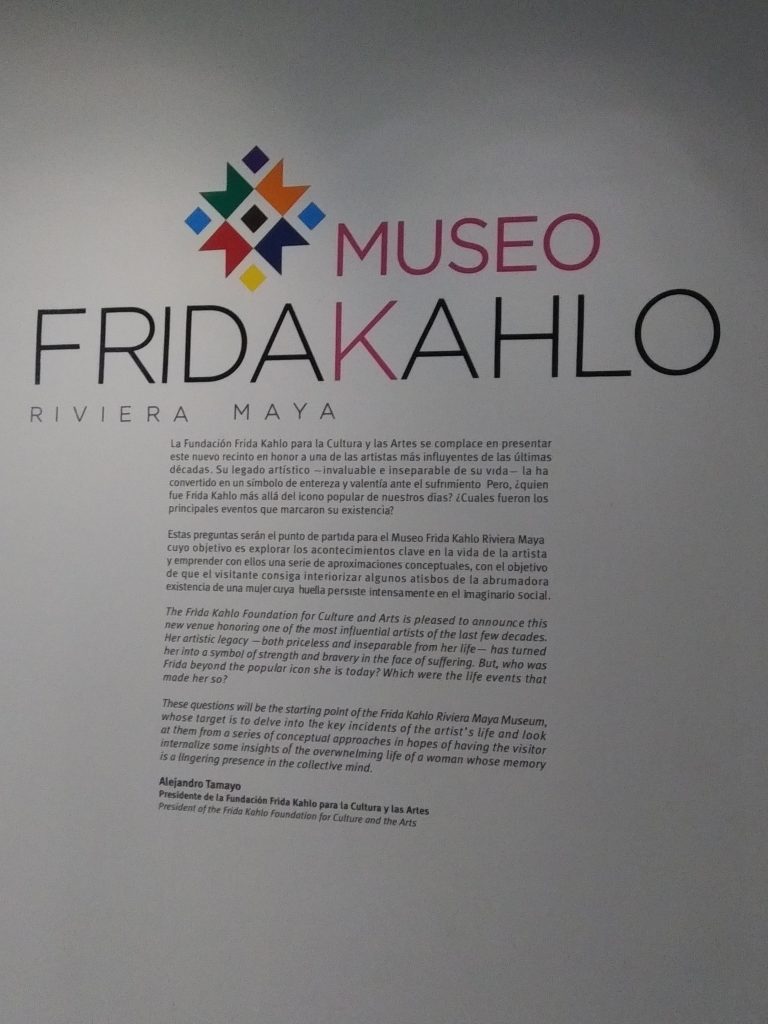 MUSEO
FRIDAKAHLO
RIVIERA MAYA
La Fundación Frida Kahlo para la Cultura y las Artes se complace en presentar
este nuevo recinto en honor a una de las artistas más influyentes de las últimas
décadas. Su legado artístico —invaluable e inseparable de su vida— la ha
convertido en un símbolo de entereza y valentía ante el sufrimiento Pero, ¿quien
fue Frida Kahlo más allá del icono popular de nuestros dias? ¿Cuales fueron los
principales eventos que marcaron su existencia?
Estas preguntas serán el punto de partida para el Museo Frida Kahlo Riviera Maya
cuyo objetivo es explorar los acontecimientos clave en la vida de la artista
y emprender con ellos una serie de aproximaciones conceptuales, con el objetivo
de que el visitante consiga interiorizar algunos atisbos de la abrumadora
existencia de una mujer cuya huella persiste intensamente en el imaginario social.
The Frida Kahlo Foundation for Culture and Arts is pleased to announce this
new venue honoring one of the most influential artists of the last few decades.
Her artistic legacy —both priceless and inseparable from her life— has turned
her into a symbol of strength and bravery in the face of suffering. But, who was
Frida beyond the popular icon she is today? Which were the life events that
made her so?
These questions will be the starting point of the Frida Kahlo Riviera Maya Museum,
whose target is to delve into the key incidents of the artist's life and look
at them from a series of conceptual approaches in hopes of having the visitor
internalize some insights of the overwhelming life of a woman whose memory
is a lingering presence in the collective mind.
Alejandro Tamayo
Presidente de la Fundación Frida Kahlo para la Cultura y las Artes
President of the Frida Kahlo Foundation for Culture and the Arts